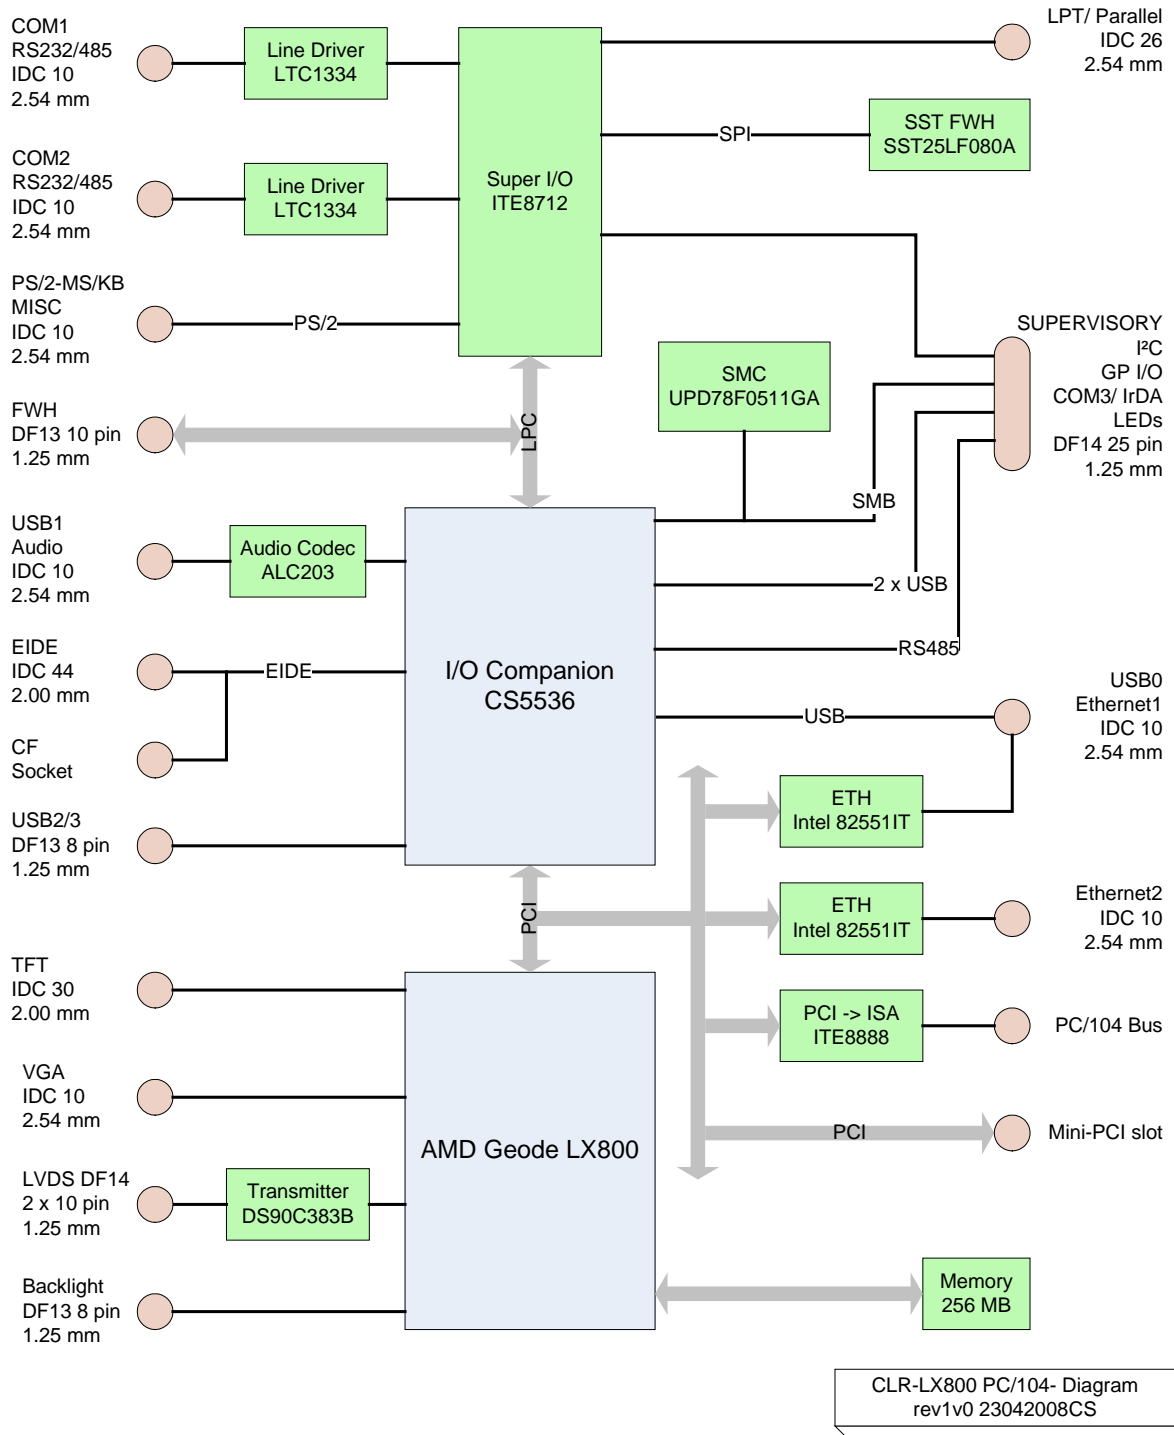 COM1
RS232/485
IDC 10
2.54 mm
Line Driver
LTC1334
LPT/ Parallel
IDC 26
2.54 mm
SPI
SST FWH
SST25LF080A
COM2
RS232/485
IDC 10
2.54 mm
Line Driver
LTC1334
Super I/O
ITE8712
PS/2-MS/KB
MISC
IDC 10
2.54 mm
PS/2
SUPERVISORY
I²C
GP I/O
COM3/ IrDA
LEDs
DF14 25 pin
1.25 mm
SMC
UPD78F0511GA
FWH
DF13 10 pin
1.25 mm
LPC
SMB
USB1
Audio
IDC 10
2.54 mm
Audio Codec
ALC203
2 x USB
RS485
EIDE
IDC 44
2.00 mm
EIDE
I/O Companion
CS5536
USB
USB0
Ethernet1
IDC 10
2.54 mm
CF
Socket
ETH
Intel 82551IT
USB2/3
DF13 8 pin
1.25 mm
PCI
ETH
Intel 82551IT
Ethernet2
IDC 10
2.54 mm
TFT
IDC 30
2.00 mm
PCI -> ISA
ITE8888
PC/104 Bus
VGA
IDC 10
2.54 mm
AMD Geode LX800
PCI
Mini-PCI slot
LVDS DF14
2 x 10 pin
1.25 mm
Transmitter
DS90C383B
Backlight
DF13 8 pin
1.25 mm
Memory
256 MB
CLR-LX800 PC/104- Diagram
rev1v0 23042008CS